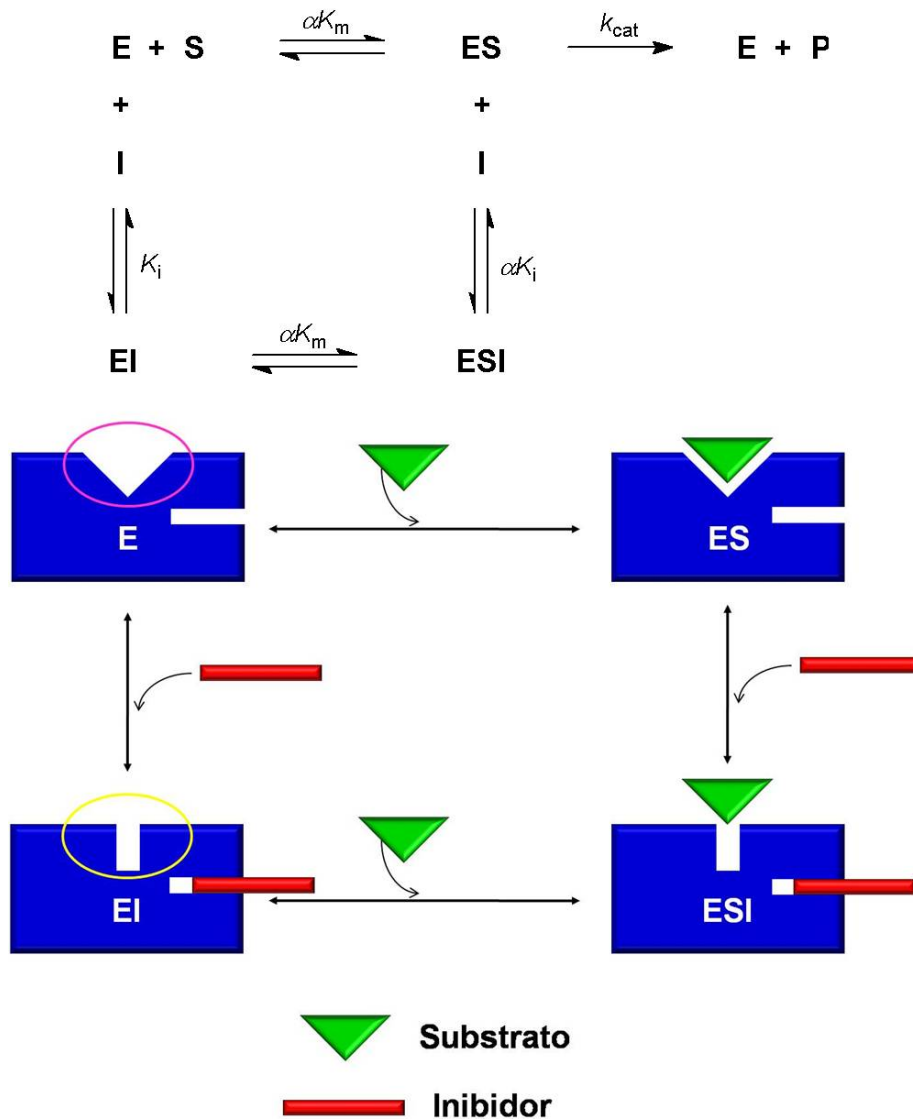 αKm kcat
E + S ES E + P
+ +
I I
Ki αKi
αKm
EI ESI
E ES
EI ESI
Substrato
Inibidor